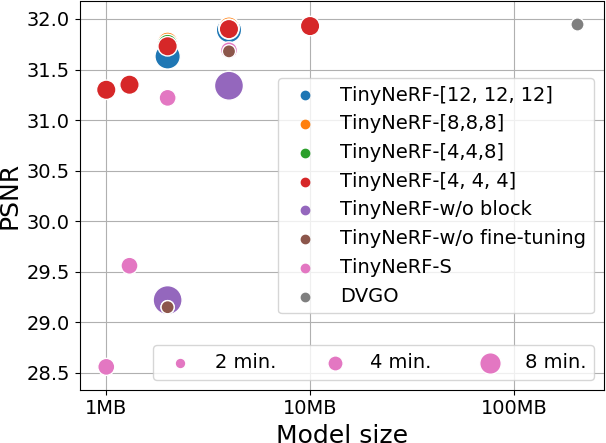 32.0
31.5
31.0
30.5
30.0
29.5
29.0
28.5
PSNR
TinyNeRF-[12, 12, 12]
TinyNeRF-[8,8,8]
TinyNeRF-[4,4,8]
TinyNeRF-[4, 4, 4]
TinyNeRF-w/o block
TinyNeRF-w/o fine-tuning
TinyNeRF-S
DVGO
2 min. 4 min. 8 min.
1MB 10MB 100MB
Model size